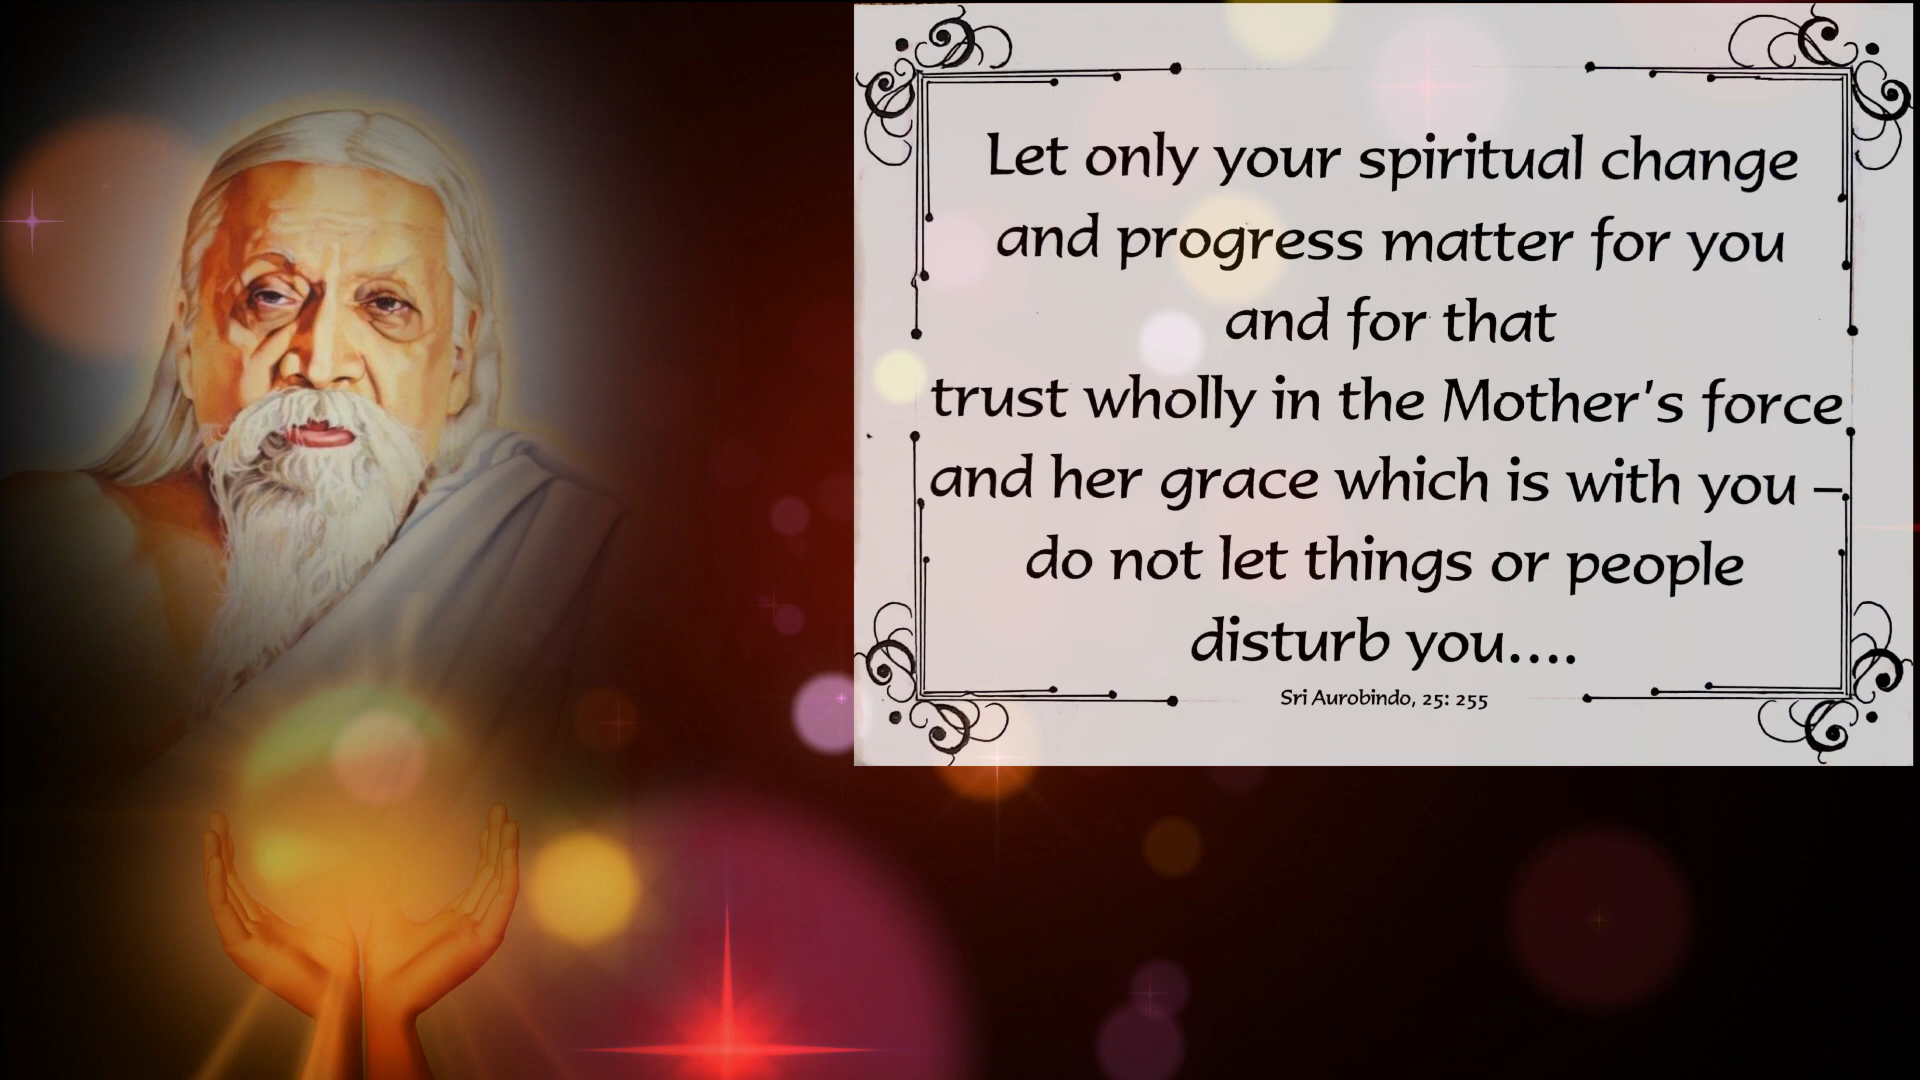 Let only your spiritual change
and progress matter for you
and for that
trust wholly in the Mother's force
and her grace which is with you –
do not let things or people
disturb you....
Sri Aurobindo, 25: 255